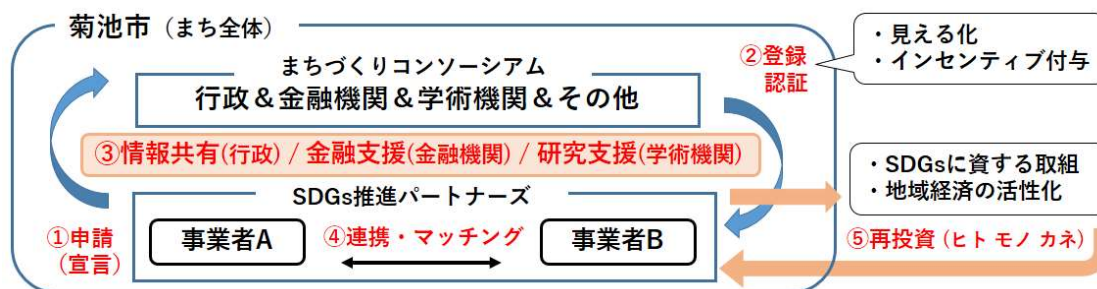 菊池市（まち全体）
まちづくりコンソーシアム
行政＆金融機関＆学術機関＆その他
②登録
認証
・見える化
・インセンティブ付与
③情報共有(行政) / 金融支援(金融機関) / 研究支援(学術機関)
SDGs推進パートナーズ
・SDGsに資する取組
・地域経済の活性化
①申請
（宣言）
事業者A
④連携・マッチング
事業者B
⑤再投資 (ヒト モノ カネ)